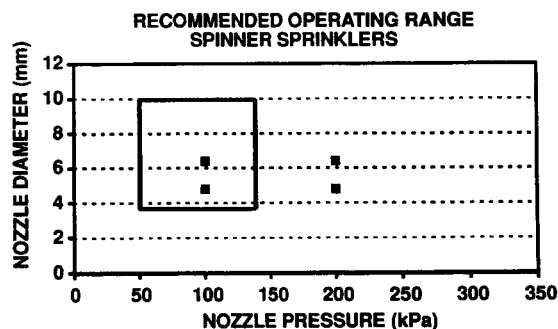 RECOMMENDED OPERATING RANGE
SPINNER SPRINKLERS
NOZZLE DIAMETER (mm)
12
10
8
6
4
2
0
0 50 100 150 200 250 300 350
NOZZLE PRESSURE (kPa)